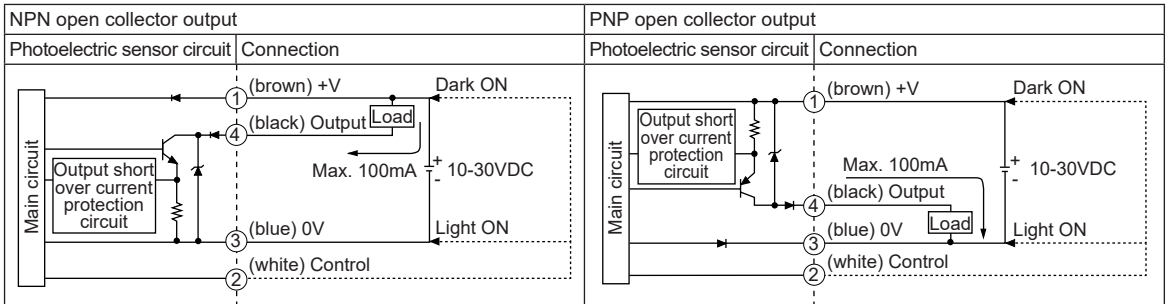 NPN open collector output
Photoelectric sensor circuit
Connection
Main circuit
Output short
over current
protection
circuit
1
(brown) +V
Dark ON
4
(black) Output
Load
Max. 100mA
+
-
10-30VDC
3
(blue) 0V
Light ON
2
(white) Control
PNP open collector output
Photoelectric sensor circuit
Connection
Main circuit
Output short
over current
protection
circuit
1
(brown) +V
Dark ON
Max. 100mA
+
-
10-30VDC
4
(black) Output
Load
3
(blue) 0V
Light ON
2
(white) Control